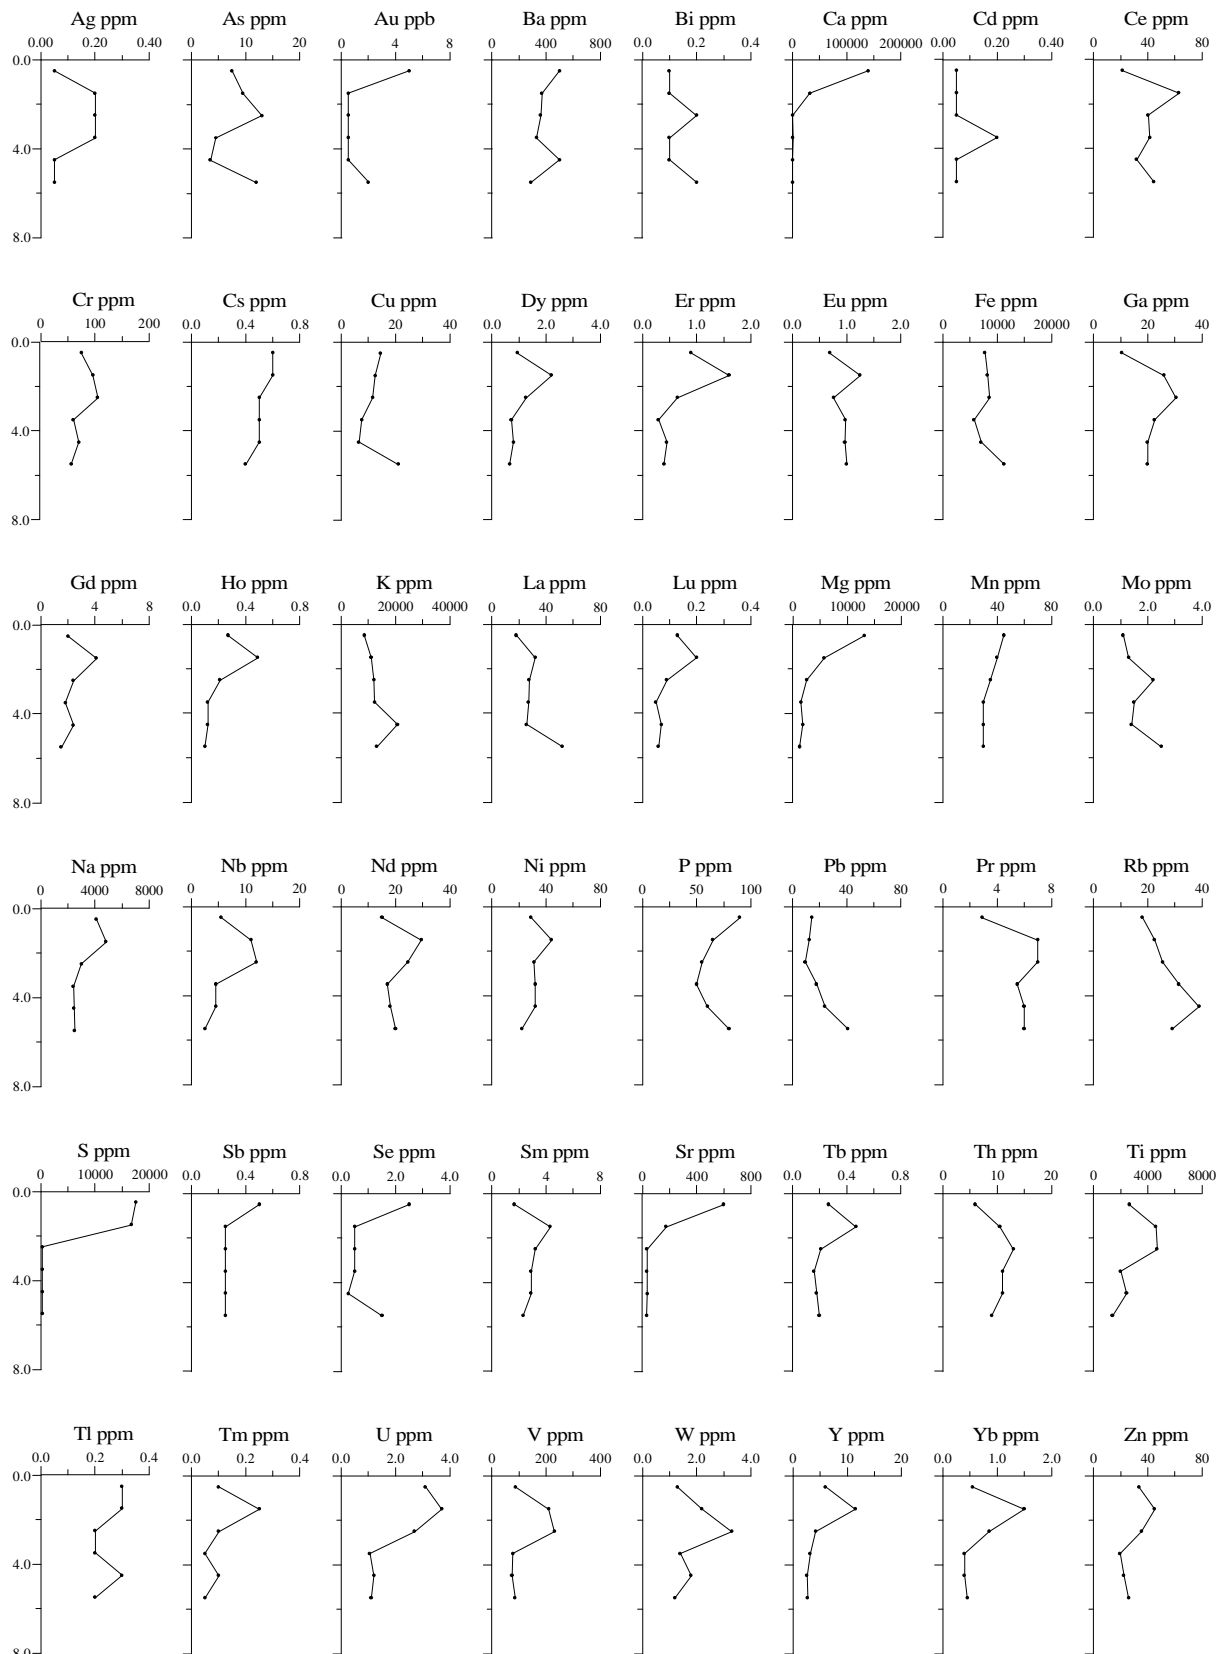 Ag ppm As ppm Au ppb Ba ppm Bi ppm Ca ppm Cd ppm Ce ppm
0.00 0.20 0.40 0 10 20 0 4 8 0 400 800 0.0 0.2 0.4 0 100000 200000 0.00 0.20 0.40 0 40 80
0.0
4.0
8.0
Cr ppm Cs ppm Cu ppm Dy ppm Er ppm Eu ppm Fe ppm Ga ppm
0 100 200 0.0 0.4 0.8 0 20 40 0.0 2.0 4.0 0.0 1.0 2.0 0.0 1.0 2.0 0 10000 20000 0 20 40
0.0
4.0
8.0
Gd ppm Ho ppm K ppm La ppm Lu ppm Mg ppm Mn ppm Mo ppm
0 4 8 0.0 0.4 0.8 0 20000 40000 0 40 80 0.0 0.2 0.4 0 10000 20000 0 40 80 0.0 2.0 4.0
0.0
4.0
8.0
Na ppm Nb ppm Nd ppm Ni ppm P ppm Pb ppm Pr ppm Rb ppm
0 4000 8000 0 10 20 0 20 40 0 40 80 0 50 100 0 40 80 0 4 8 0 20 40
0.0
4.0
8.0
S ppm Sb ppm Se ppm Sm ppm Sr ppm Tb ppm Th ppm Ti ppm
0 10000 20000 0.0 0.4 0.8 0.0 2.0 4.0 0 4 8 0 400 800 0.0 0.4 0.8 0 10 20 0 4000 8000
0.0
4.0
8.0
Tl ppm Tm ppm U ppm V ppm W ppm Y ppm Yb ppm Zn ppm
0.0 0.2 0.4 0.0 0.2 0.4 0.0 2.0 4.0 0 200 400 0.0 2.0 4.0 0 10 20 0.0 1.0 2.0 0 40 80
0.0
4.0
8.0